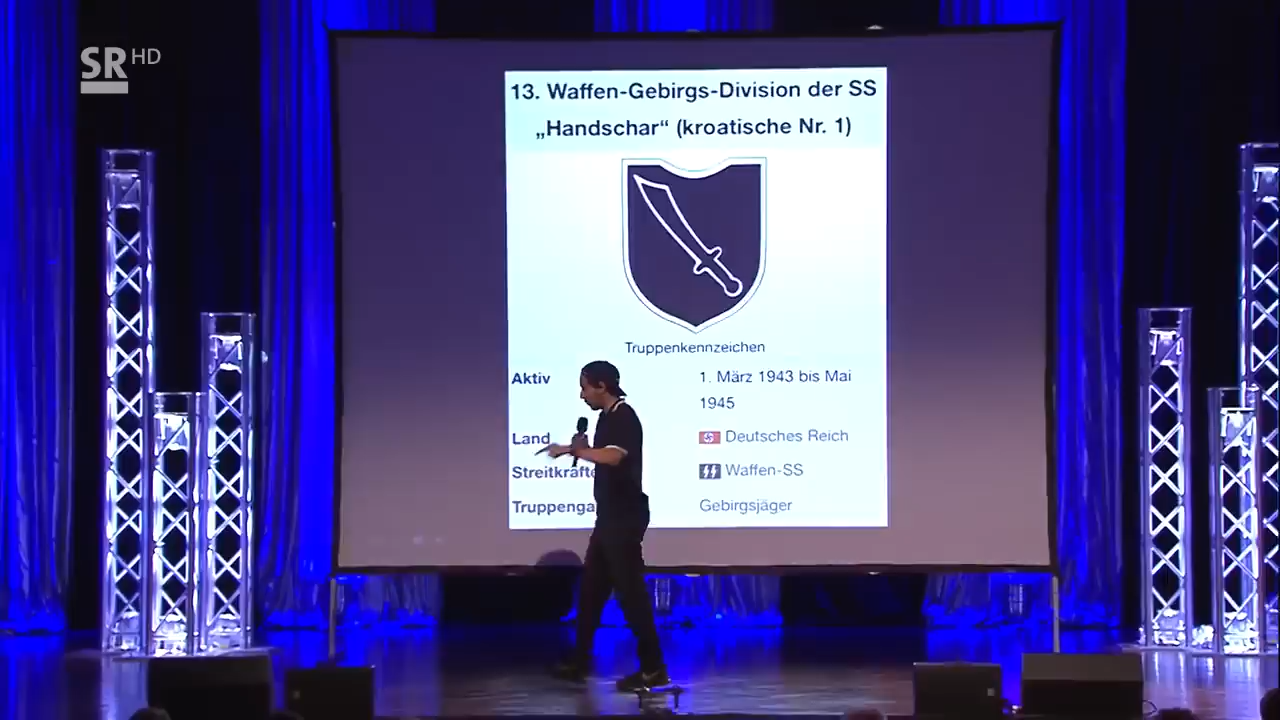 SR HD
13. Waffen-Gebirgs-Division der SS
„Handschar“ (kroatische Nr. 1)
Truppenkennzeichen
Aktiv 1. März 1943 bis Mai
1945
Land Deutsches Reich
Streitkräfte Waffen-SS
Gebirgsjäger